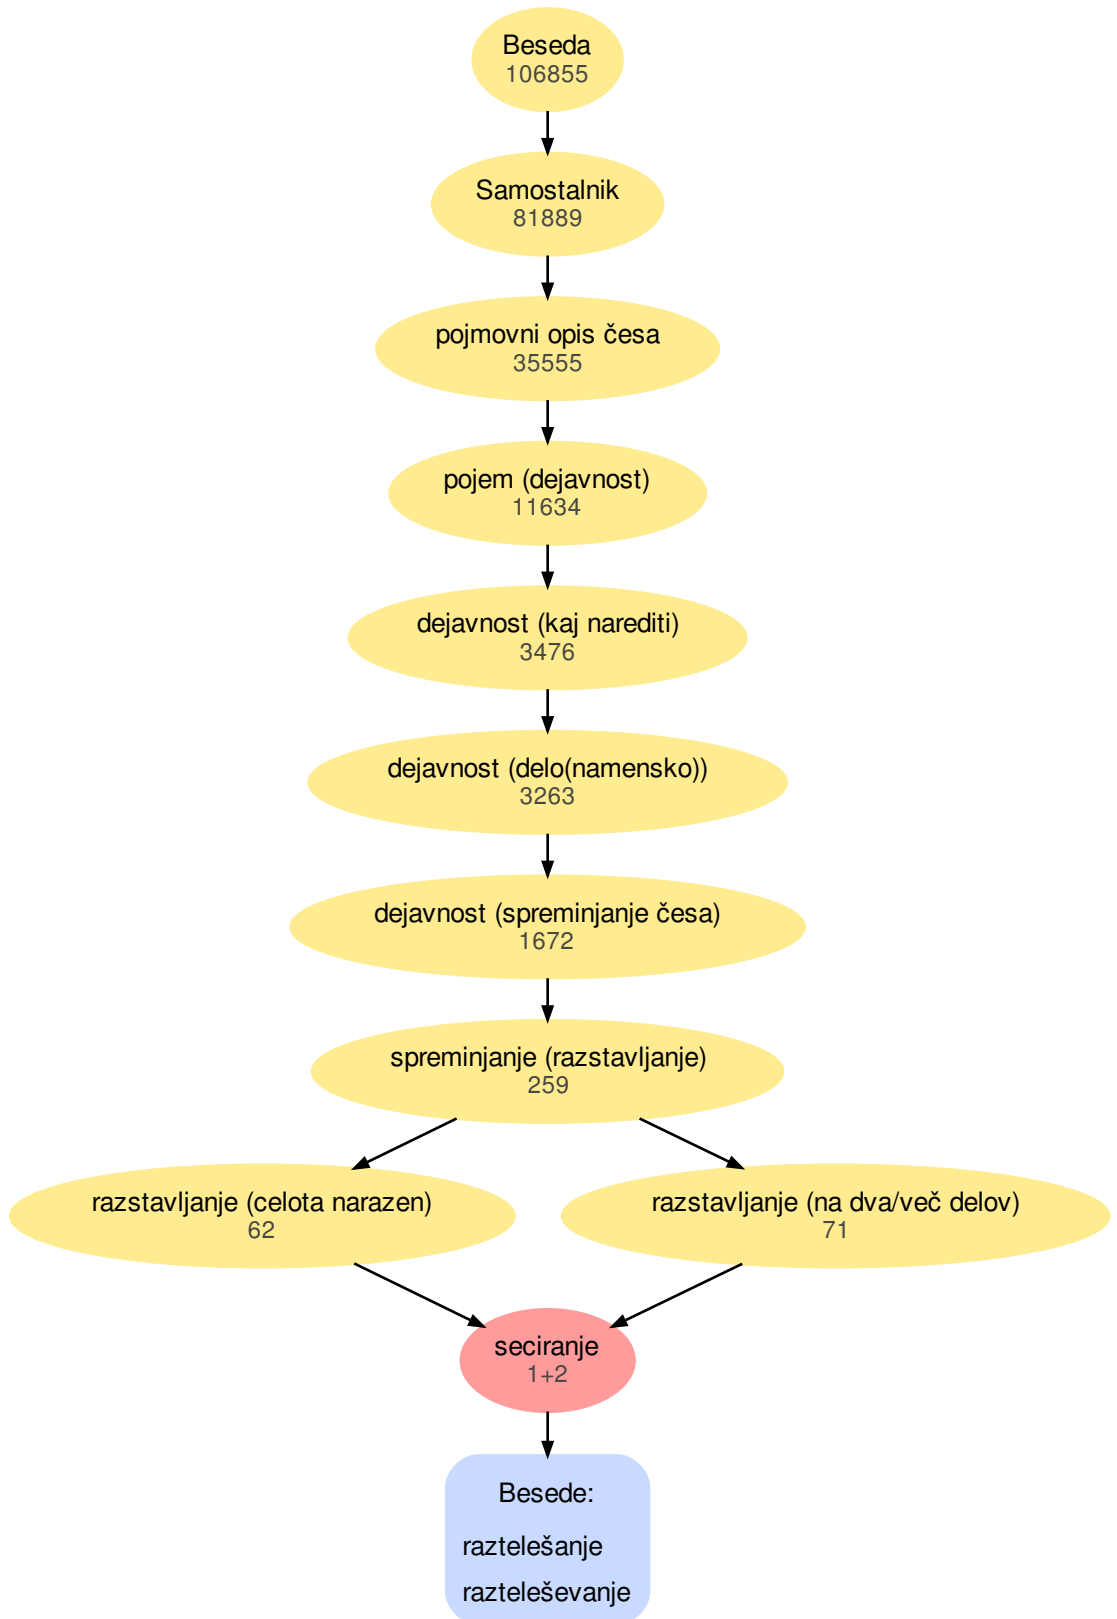 Beseda
106855
Samostalnik
81889
pojmovni opis česa
35555
pojem (dejavnost)
11634
dejavnost (kaj narediti)
3476
dejavnost (delo(namensko))
3263
dejavnost (spreminjanje česa)
1672
spreminjanje (razstavljanje)
259
razstavljanje (celota narazen)
62
razstavljanje (na dva/več delov)
71
seciranje
1+2
Besede:
raztelešanje
razteleševanje